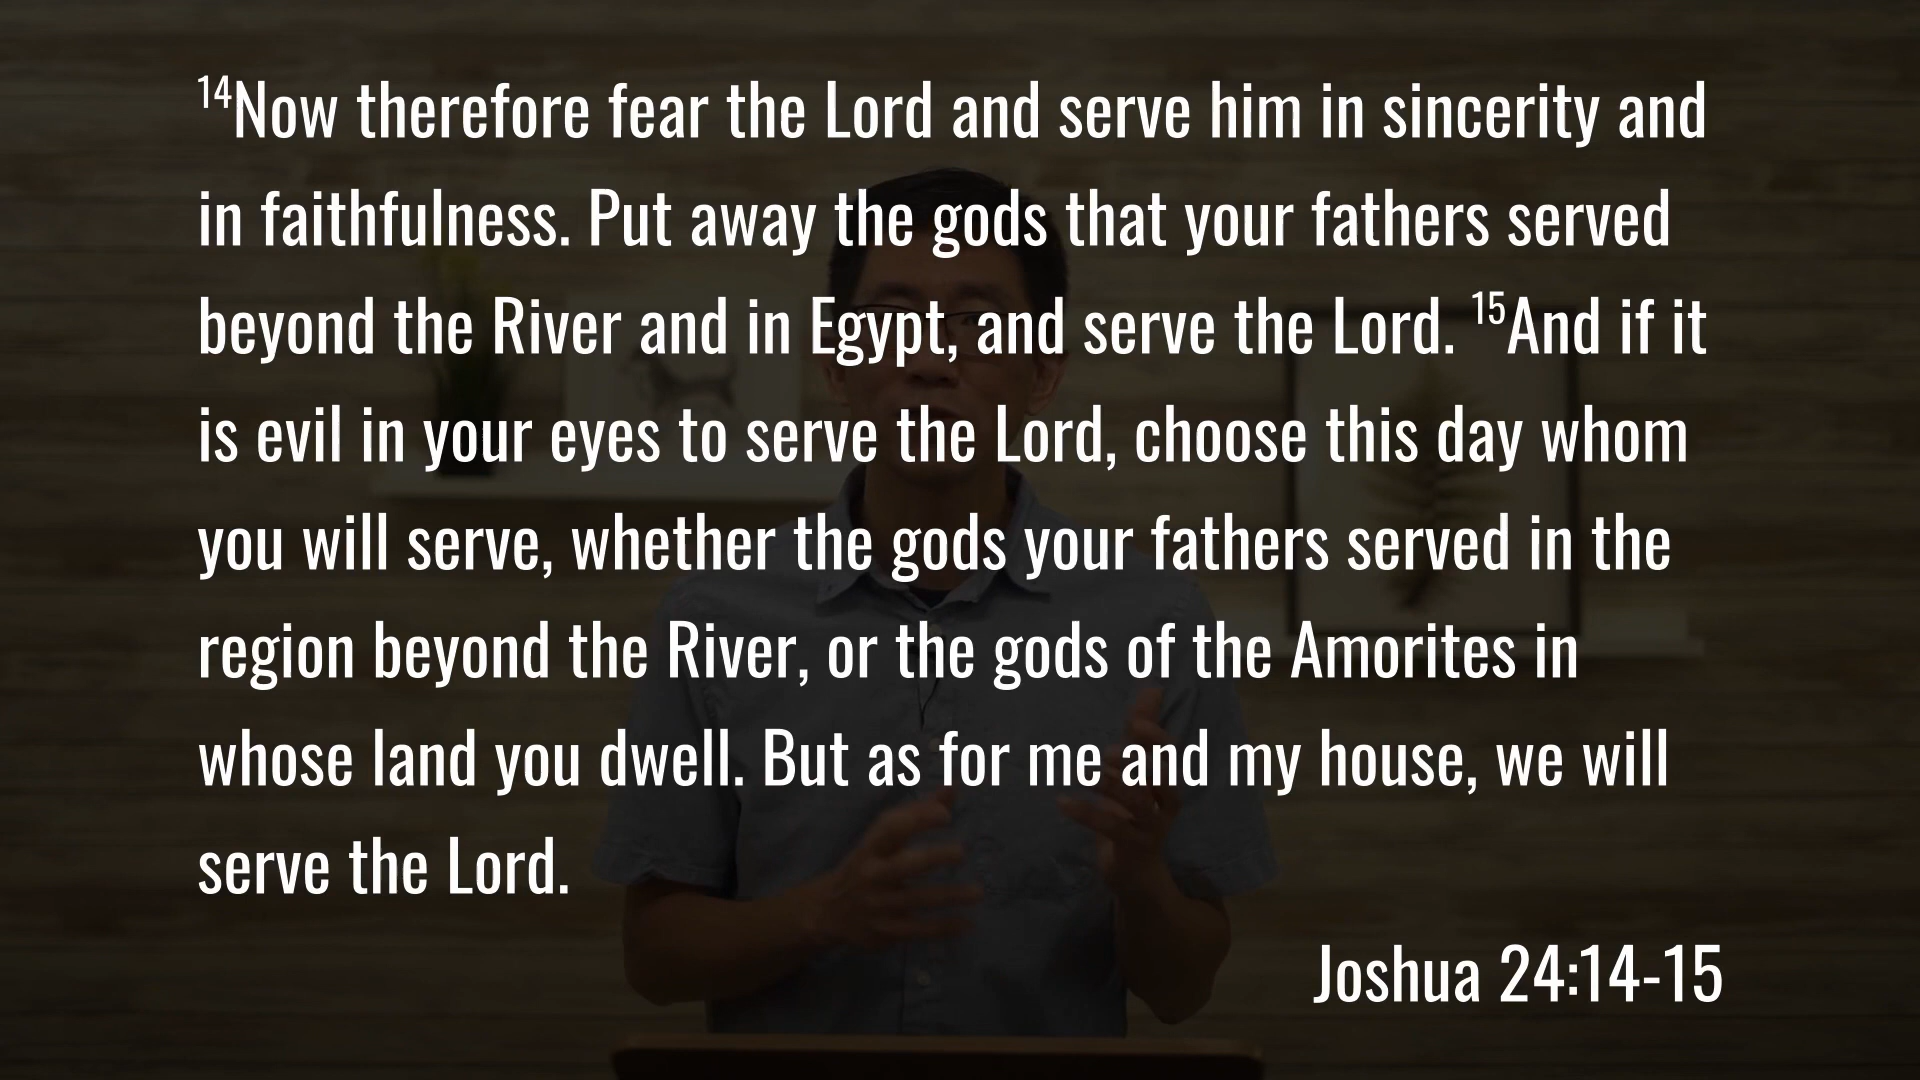 ¹⁴Now therefore fear the Lord and serve him in sincerity and
in faithfulness. Put away the gods that your fathers served
beyond the River and in Egypt, and serve the Lord. ¹⁵And if it
is evil in your eyes to serve the Lord, choose this day whom
you will serve, whether the gods your fathers served in the
region beyond the River, or the gods of the Amorites in
whose land you dwell. But as for me and my house, we will
serve the Lord.
Joshua 24:14-15